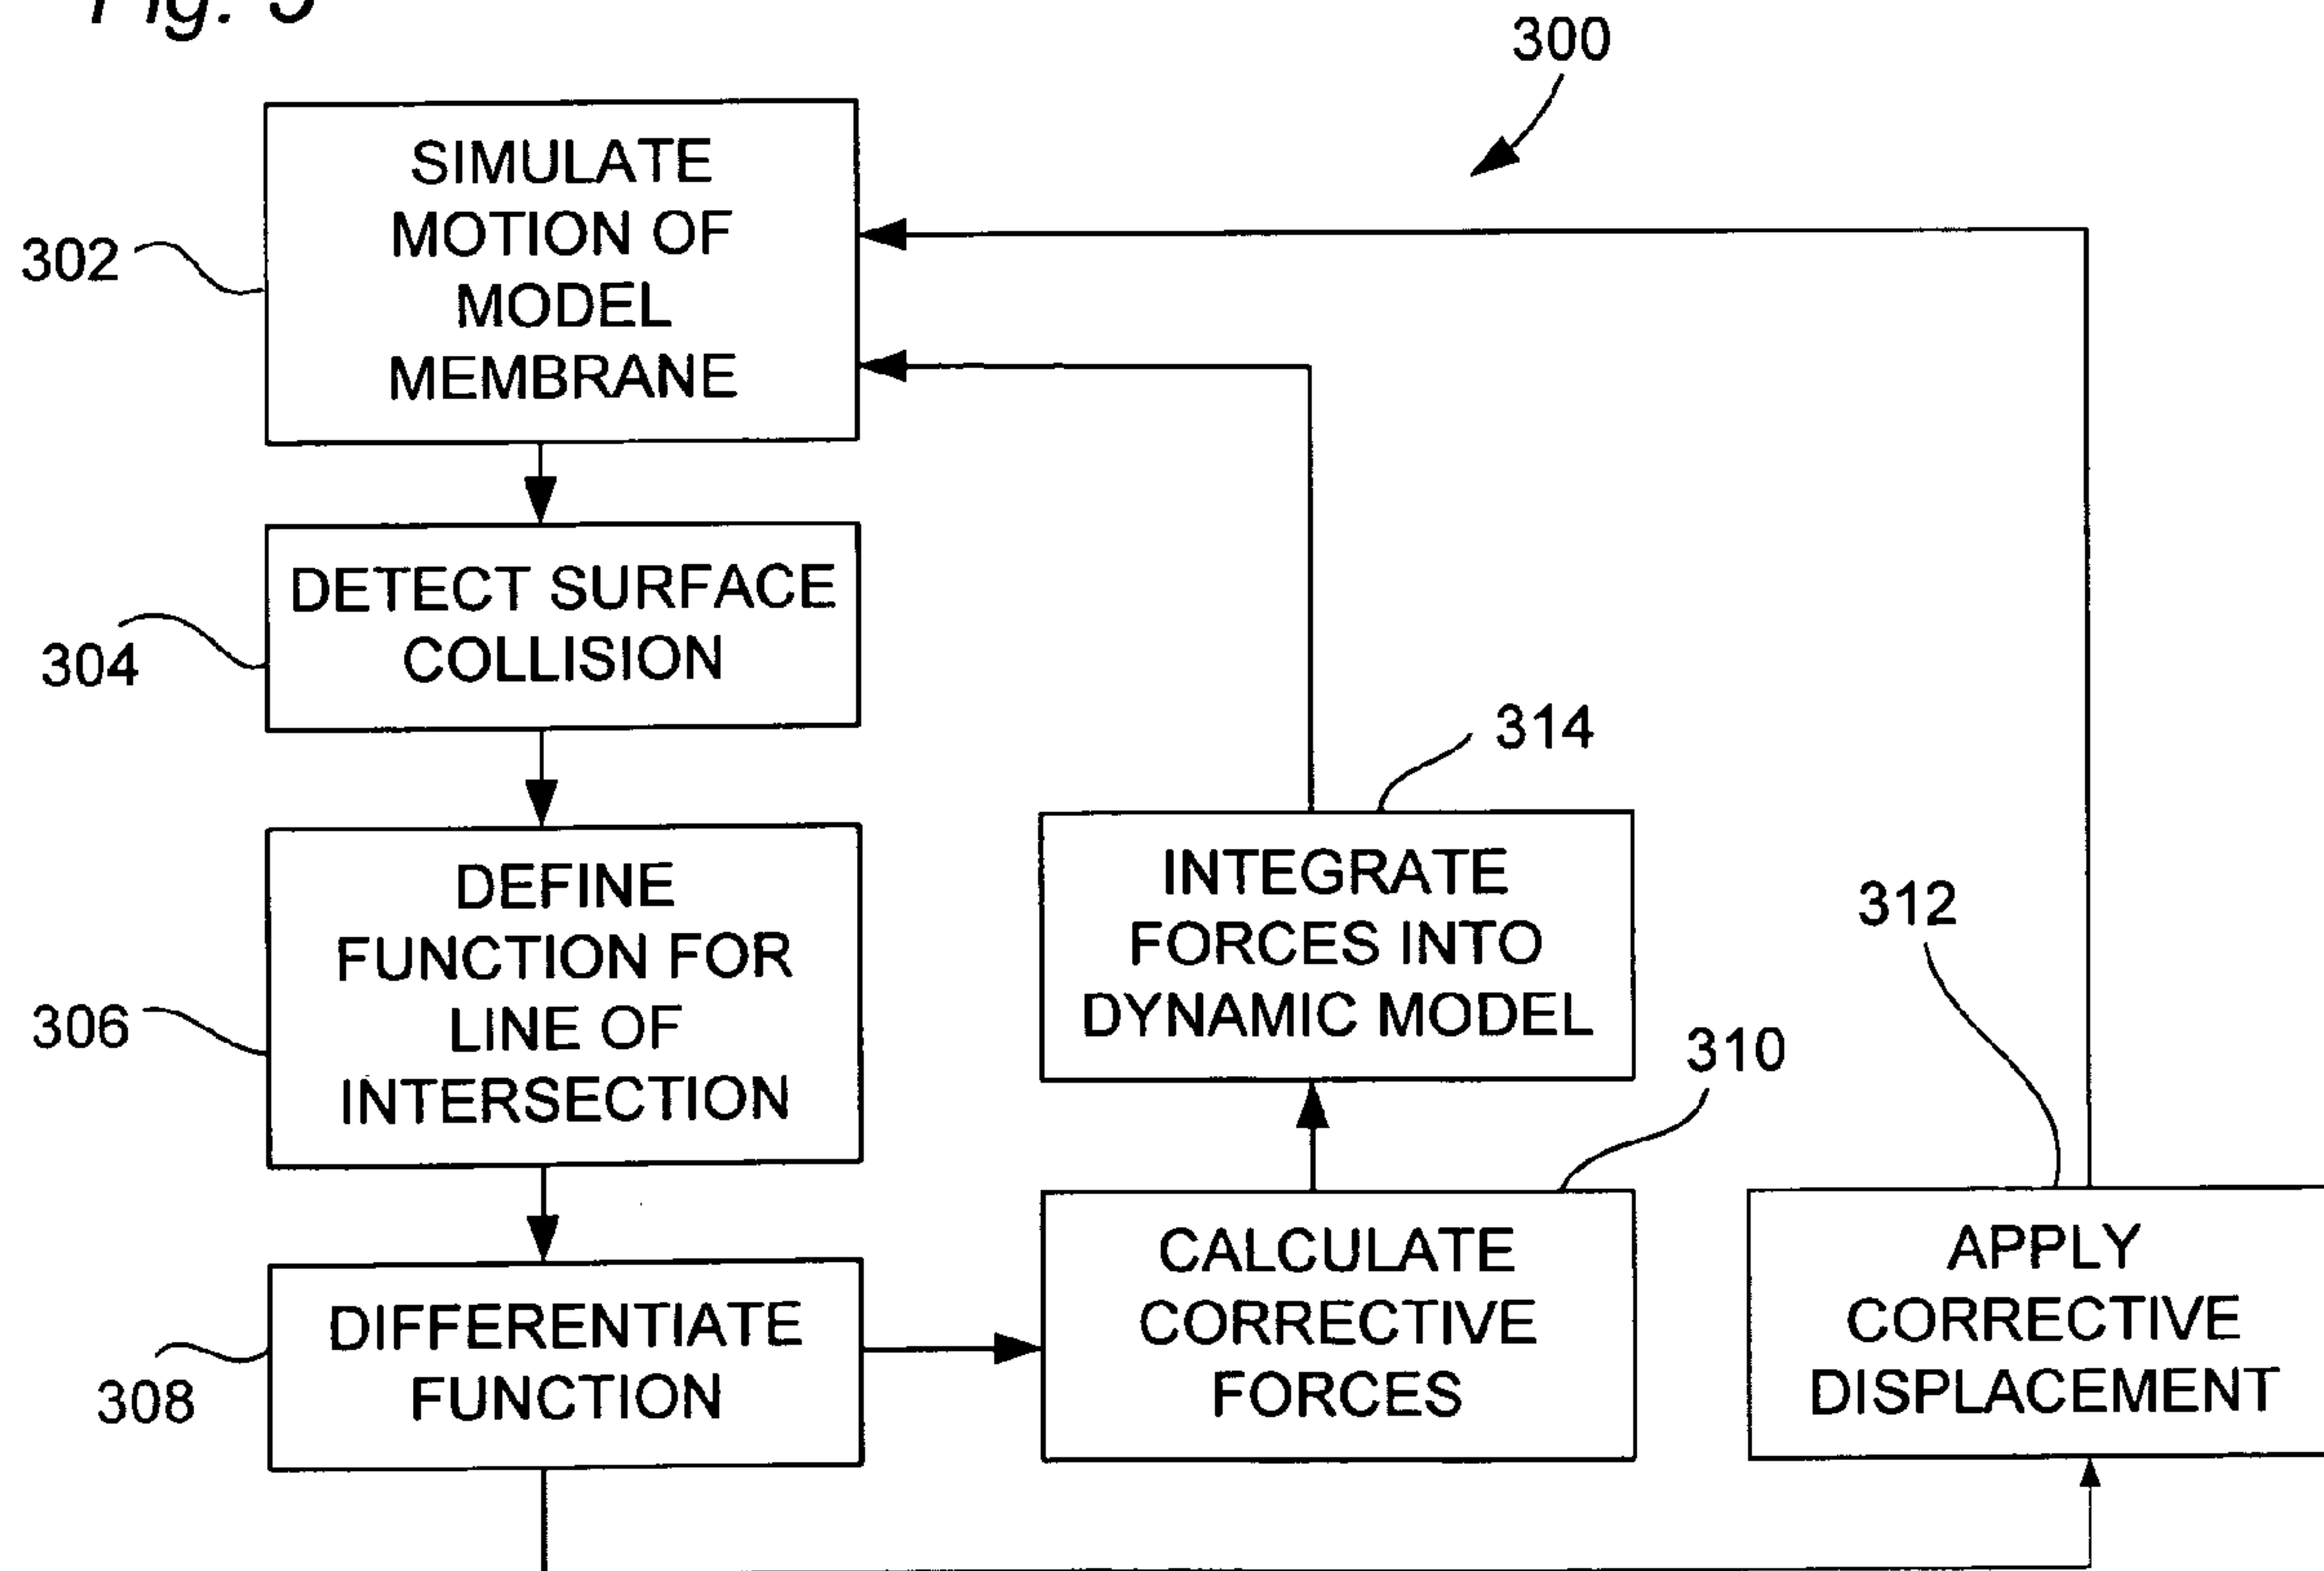 Fig.
300
SIMULATE
MOTION OF
MODEL
MEMBRANE
302
DETECT SURFACE
COLLISION
304
DEFINE
FUNCTION FOR
LINE OF
INTERSECTION
306
DIFFERENTIATE
FUNCTION
308
314
INTEGRATE
FORCES INTO
DYNAMIC MODEL
310
CALCULATE
CORRECTIVE
FORCES
312
APPLY
CORRECTIVE
DISPLACEMENT